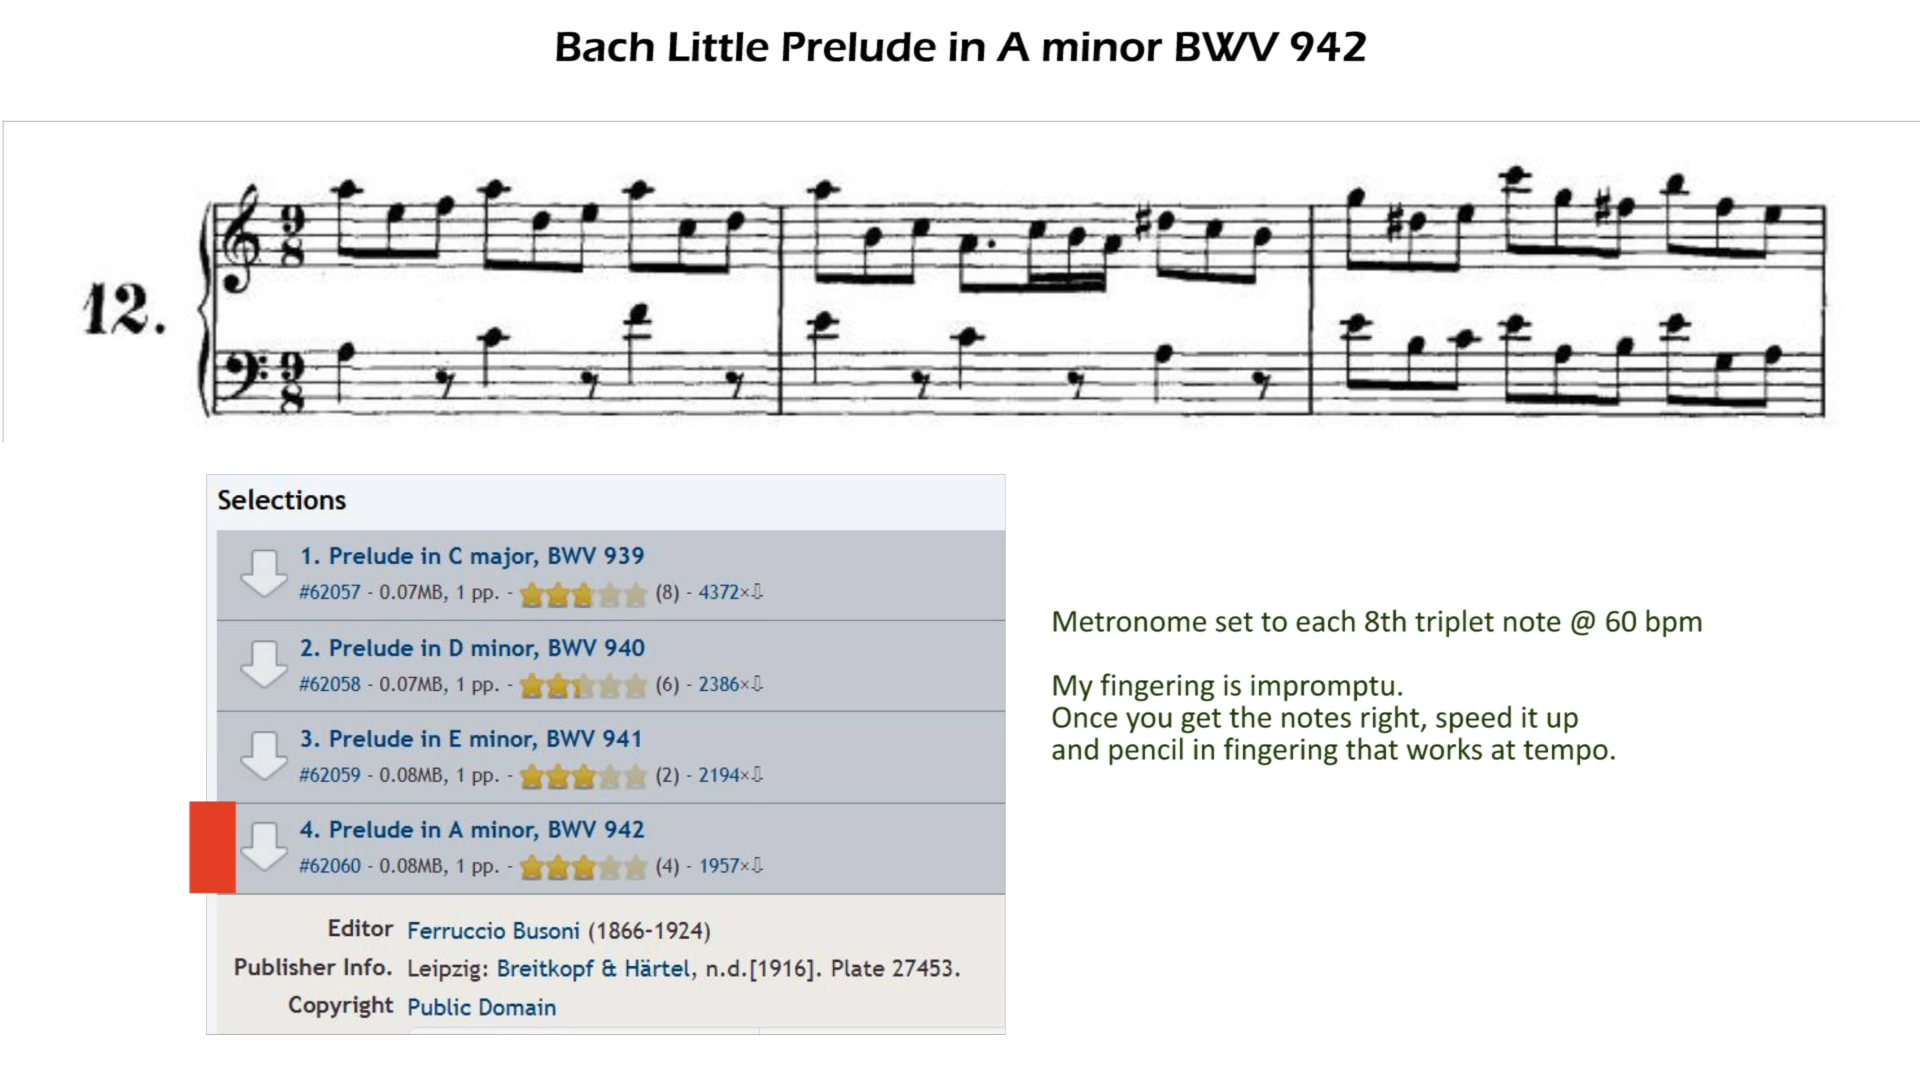 Bach Little Prelude in A minor BWV 942
12.
9
8
9
8
Selections
1. Prelude in C major, BWV 939
#62057 - 0.07MB, 1 pp. - (8) - 4372×⇩
2. Prelude in D minor, BWV 940
#62058 - 0.07MB, 1 pp. - (6) - 2386×⇩
3. Prelude in E minor, BWV 941
#62059 - 0.08MB, 1 pp. - (2) - 2194×⇩
4. Prelude in A minor, BWV 942
#62060 - 0.08MB, 1 pp. - (4) - 1957×⇩
Editor Ferruccio Busoni (1866-1924)
Publisher Info. Leipzig: Breitkopf & Härtel, n.d.[1916]. Plate 27453.
Copyright Public Domain
Metronome set to each 8th triplet note @ 60 bpm
My fingering is impromptu.
Once you get the notes right, speed it up
and pencil in fingering that works at tempo.